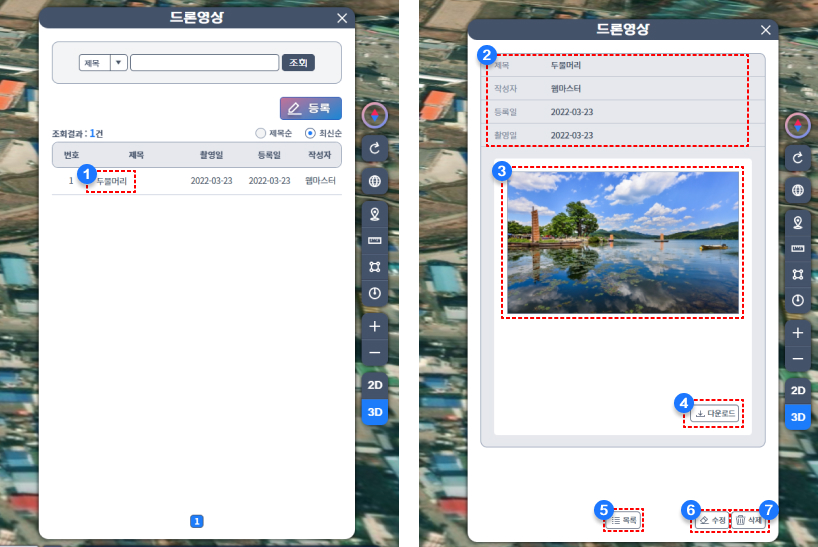 드론영상
제목
조회
등록
조회결과 : 1건
제목순
최신순
번호 제목 촬영일 등록일 작성자
1 두물머리 2022-03-23 2022-03-23 웹마스터
1
1
2D
3D
드론영상
2
제목 두물머리
작성자 웹마스터
등록일 2022-03-23
촬영일 2022-03-23
3
4
다운로드
5
목록
6
수정
7
삭제
2D
3D